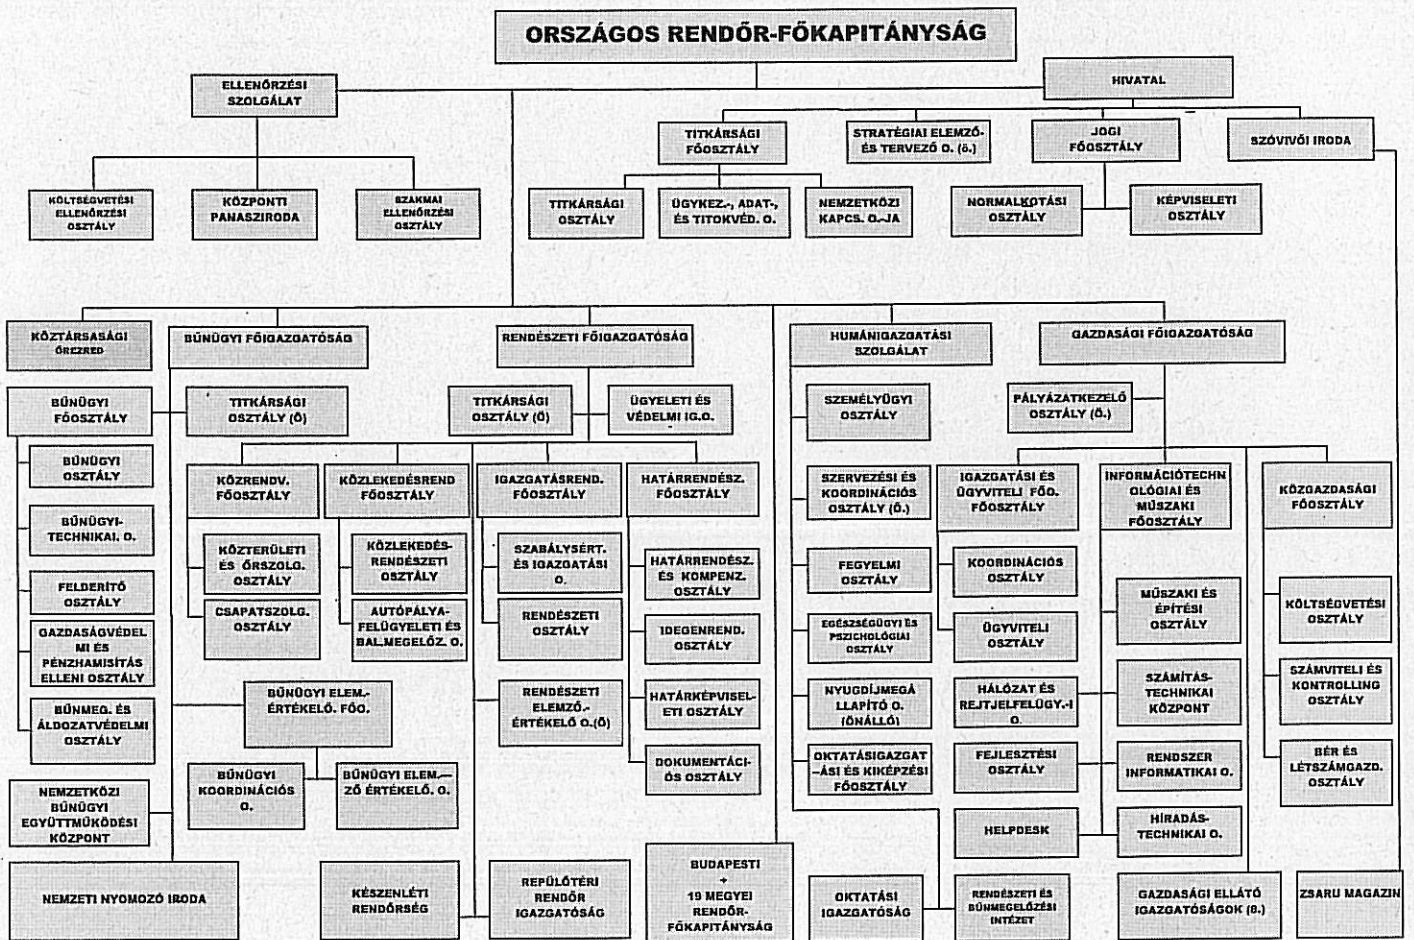 ORSZÁGOS RENDŐR-FŐKAPITÁNYSÁG
ELLENŐRZÉSI
SZOLGÁLAT
HIVATAL
TITKÁRSÁGI
FŐOSZTÁLY
STRATÉGIAI ELEMZŐ-
ÉS TERVEZŐ O. (ö.)
JOGI
FŐOSZTÁLY
SZÓVIVŐI IRODA
KÖLTSÉGVETÉSI
ELLENŐRZÉSI
OSZTÁLY
KÖZPONTI
PANASZIRODA
SZAKMAI
ELLENŐRZÉSI
OSZTÁLY
TITKÁRSÁGI
OSZTÁLY
ÜGYKEZ.-, ADAT-,
ÉS TITOKVÉD. O.
NEMZETKÖZI
KAPCS. O.-JA
NORMALKOTÁSI
OSZTÁLY
KÉPVISELETI
OSZTÁLY
KÖZTÁRSASÁGI
ŐREZRED
BŰNÜGYI FŐIGAZGATÓSÁG
RENDÉSZETI FŐIGAZGATÓSÁG
HUMÁNIGAZGATÁSI
SZOLGÁLAT
GAZDASÁGI FŐIGAZGATÓSÁG
BŰNÜGYI
FŐOSZTÁLY
TITKÁRSÁGI
OSZTÁLY (Ö)
TITKÁRSÁGI
OSZTÁLY (Ö)
ÜGYELETI ÉS
VÉDELMI IG.O.
SZEMÉLYÜGYI
OSZTÁLY
PÁLYÁZATKEZELŐ
OSZTÁLY (Ö.)
BŰNÜGYI
OSZTÁLY
KÖZRENDV.
FŐOSZTÁLY
KÖZLEKEDÉSREND
FŐOSZTÁLY
IGAZGATÁSREND.
FŐOSZTÁLY
HATÁRRENDÉSZ.
FŐOSZTÁLY
SZERVEZÉSI ÉS
KOORDINÁCIÓS
OSZTÁLY (Ö.)
IGAZGATÁSI ÉS
ÜGYVITELI FŐO.
FŐOSZTÁLY
INFORMÁCIÓTECHN
OLÓGIAI ÉS
MŰSZAKI
FŐOSZTÁLY
KÖZGAZDASÁGI
FŐOSZTÁLY
BŰNÜGYI-
TECHNIKAI. O.
KÖZTERÜLETI
ÉS ŐRSZOLG.
OSZTÁLY
KÖZLEKEDÉS-
RENDÉSZETI
OSZTÁLY
SZABÁLYSÉRT.
ÉS IGAZGATÁSI
O.
HATÁRRENDÉSZ.
ÉS KOMPENZ.
OSZTÁLY
FEGYELMI
OSZTÁLY
KOORDINÁCIÓS
OSZTÁLY
FELDERÍTŐ
OSZTÁLY
CSAPATSZOLG.
OSZTÁLY
AUTÓPÁLYA-
FELÜGYELETI ÉS
BAL.MEGELŐZ. O.
RENDÉSZETI
OSZTÁLY
IDEGENREND.
OSZTÁLY
EGÉSZSÉGÜGYI ÉS
PSZICHOLÓGIAI
OSZTÁLY
ÜGYVITELI
OSZTÁLY
MŰSZAKI ÉS
ÉPÍTÉSI
OSZTÁLY
KÖLTSÉGVETÉSI
OSZTÁLY
GAZDASÁGVÉDEL
MI ÉS
PÉNZHAMISÍTÁS
ELLENI OSZTÁLY
BŰNMEG. ÉS
ÁLDOZATVÉDELMI
OSZTÁLY
BŰNÜGYI ELEM.-
ÉRTÉKELŐ. FŐO.
RENDÉSZETI
ELEMZŐ.-
ÉRTÉKELŐ O.(Ö)
HATÁRKÉPVISEL-
ETI OSZTÁLY
NYUGDÍJMEGÁ
LLAPÍTÓ O.
(ÖNÁLLÓ)
HÁLÓZAT ÉS
REJTJELFELÜGY.-I
O.
SZÁMÍTÁS-
TECHNIKAI
KÖZPONT
SZÁMVITELI ÉS
KONTROLLING
OSZTÁLY
NEMZETKÖZI
BŰNÜGYI
EGYÜTTMŰKÖDÉSI
KÖZPONT
BŰNÜGYI
KOORDINÁCIÓS
O.
BŰNÜGYI ELEM.—
ZŐ ÉRTÉKELŐ. O.
DOKUMENTÁCI-
ÓS OSZTÁLY
OKTATÁSIGAZGAT
–ÁSI ÉS KIKÉPZÉSI
FŐOSZTÁLY
FEJLESZTÉSI
OSZTÁLY
RENDSZER
INFORMATIKAI O.
BÉR ÉS
LÉTSZÁMGAZD.
OSZTÁLY
HELPDESK
HÍRADÁS-
TECHNIKAI O.
NEMZETI NYOMOZÓ IRODA
KÉSZENLÉTI
RENDŐRSÉG
REPÜLŐTÉRI
RENDŐR
IGAZGATÓSÁG
BUDAPESTI
+
19 MEGYEI
RENDŐR-
FŐKAPITÁNYSÁG
OKTATÁSI
IGAZGATÓSÁG
RENDÉSZETI ÉS
BŰNMEGELŐZÉSI
INTÉZET
GAZDASÁGI ELLÁTÓ
IGAZGATÓSÁGOK (8.)
ZSARU MAGAZIN